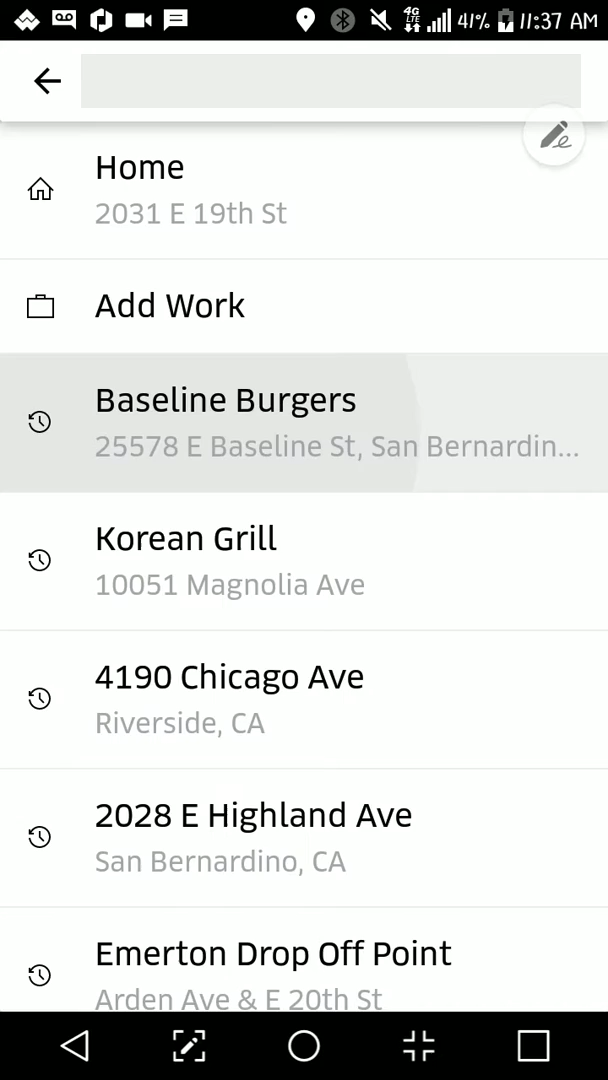 4G LTE 41% 11:37 AM
Home
2031 E 19th St
Add Work
Baseline Burgers
25578 E Baseline St, San Bernardin...
Korean Grill
10051 Magnolia Ave
4190 Chicago Ave
Riverside, CA
2028 E Highland Ave
San Bernardino, CA
Emerton Drop Off Point
Arden Ave & E 20th St